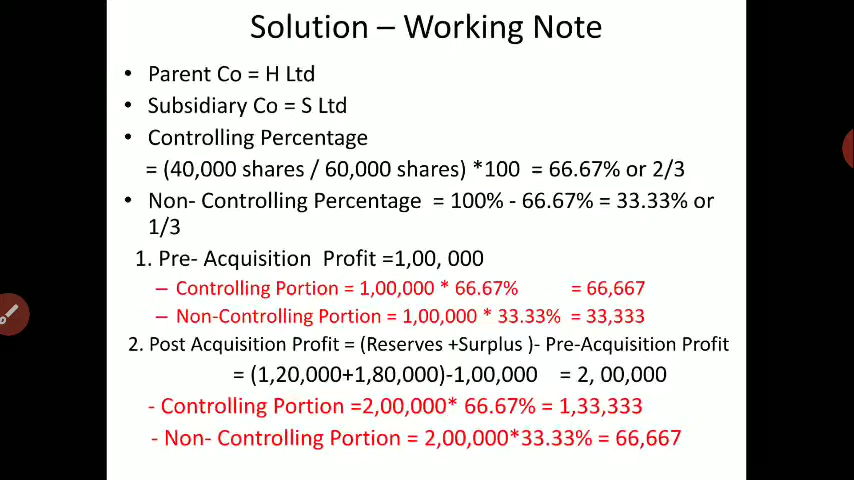 Solution – Working Note
• Parent Co = H Ltd
• Subsidiary Co = S Ltd
• Controlling Percentage
= (40,000 shares / 60,000 shares) *100 = 66.67% or 2/3
• Non- Controlling Percentage = 100% - 66.67% = 33.33% or
1/3
1. Pre- Acquisition Profit =1,00, 000
– Controlling Portion = 1,00,000 * 66.67% = 66,667
– Non-Controlling Portion = 1,00,000 * 33.33% = 33,333
2. Post Acquisition Profit = (Reserves +Surplus )- Pre-Acquisition Profit
= (1,20,000+1,80,000)-1,00,000 = 2, 00,000
- Controlling Portion =2,00,000* 66.67% = 1,33,333
- Non- Controlling Portion = 2,00,000*33.33% = 66,667